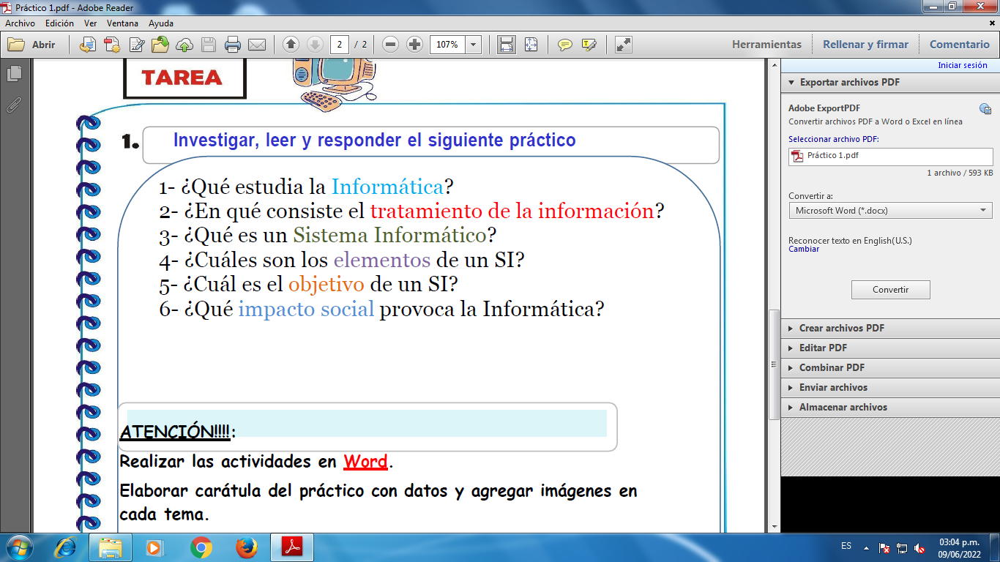 Práctico 1.pdf - Adobe Reader
Archivo Edición Ver Ventana Ayuda
Abrir 2 / 2 107% Herramientas Rellenar y firmar Comentario
TAREA
1. Investigar, leer y responder el siguiente práctico
1- ¿Qué estudia la Informática?
2- ¿En qué consiste el tratamiento de la información?
3- ¿Qué es un Sistema Informático?
4- ¿Cuáles son los elementos de un SI?
5- ¿Cuál es el objetivo de un SI?
6- ¿Qué impacto social provoca la Informática?
ATENCIÓN!!!!:
Realizar las actividades en Word.
Elaborar carátula del práctico con datos y agregar imágenes en
cada tema.
Iniciar sesión
Exportar archivos PDF
Adobe ExportPDF
Convertir archivos PDF a Word o Excel en línea
Seleccionar archivo PDF:
Práctico 1.pdf
1 archivo / 593 KB
Convertir a:
Microsoft Word (*.docx)
Reconocer texto en English(U.S.)
Cambiar
Convertir
Crear archivos PDF
Editar PDF
Combinar PDF
Enviar archivos
Almacenar archivos
ES
03:04 p.m.
09/06/2022